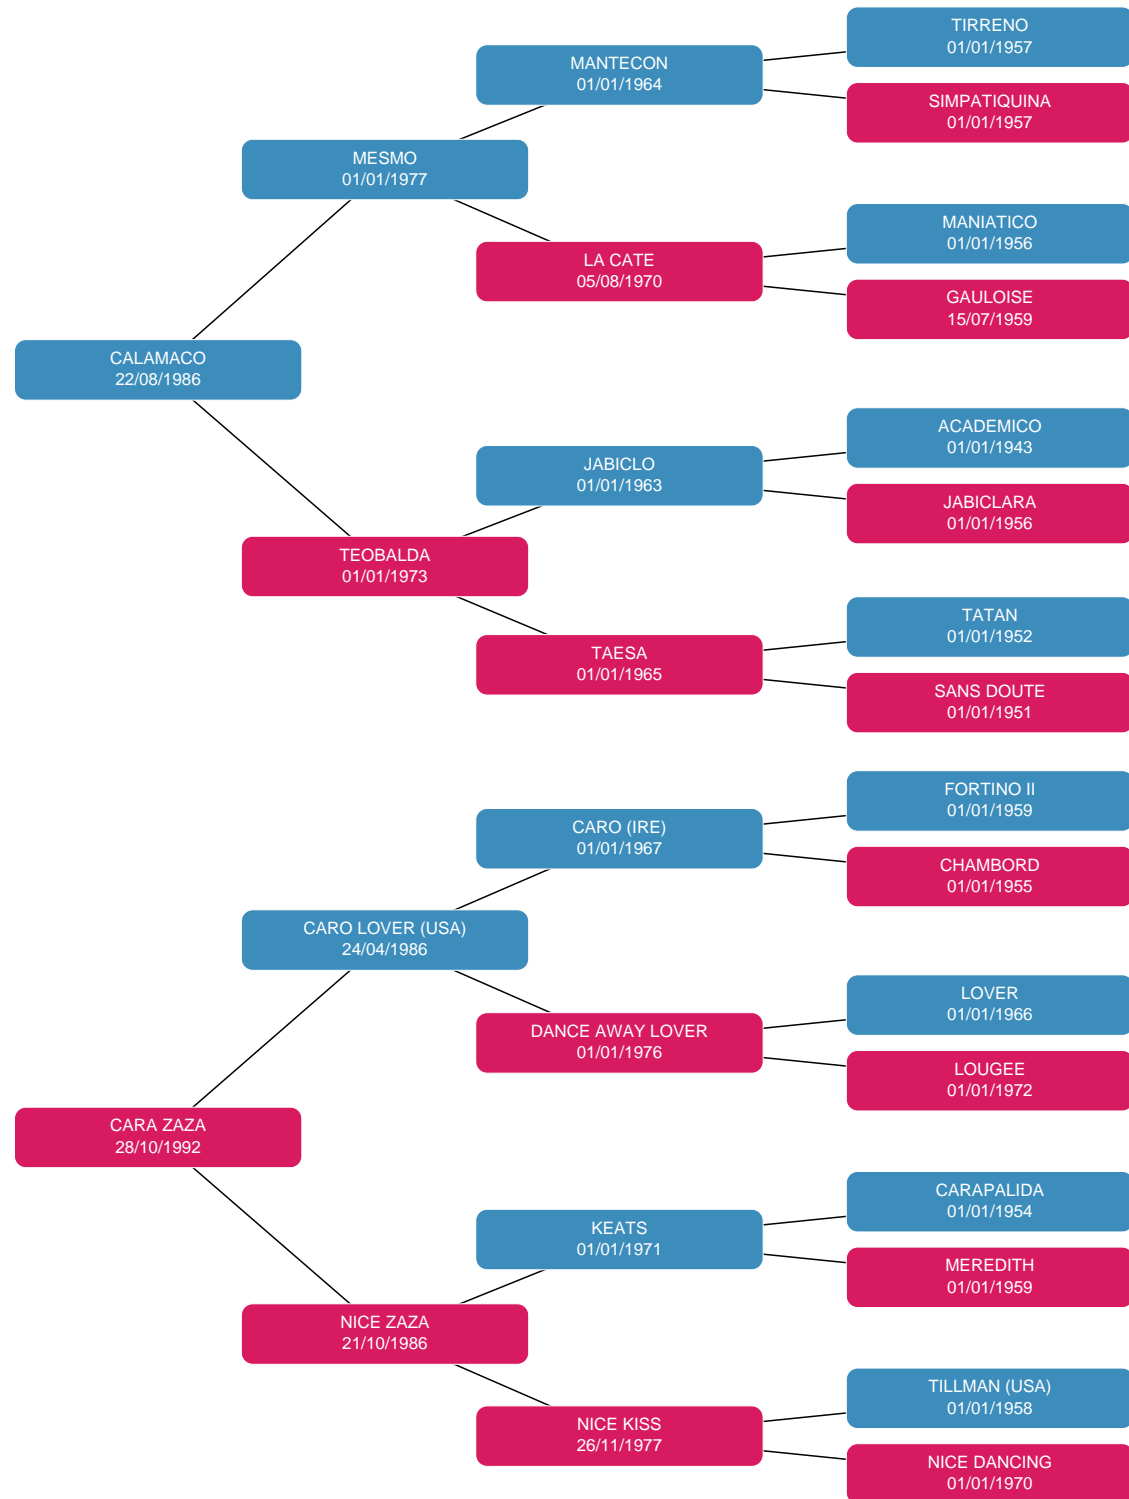 TIRRENO
01/01/1957
MANTECON
01/01/1964
SIMPATIQUINA
01/01/1957
MESMO
01/01/1977
MANIATICO
01/01/1956
LA CATE
05/08/1970
GAULOISE
15/07/1959
CALAMACO
22/08/1986
ACADEMICO
01/01/1943
JABICLO
01/01/1963
JABICLARA
01/01/1956
TEOBALDA
01/01/1973
TATAN
01/01/1952
TAESA
01/01/1965
SANS DOUTE
01/01/1951
FORTINO II
01/01/1959
CARO (IRE)
01/01/1967
CHAMBORD
01/01/1955
CARO LOVER (USA)
24/04/1986
LOVER
01/01/1966
DANCE AWAY LOVER
01/01/1976
LOUGEE
01/01/1972
CARA ZAZA
28/10/1992
CARAPALIDA
01/01/1954
KEATS
01/01/1971
MEREDITH
01/01/1959
NICE ZAZA
21/10/1986
TILLMAN (USA)
01/01/1958
NICE KISS
26/11/1977
NICE DANCING
01/01/1970